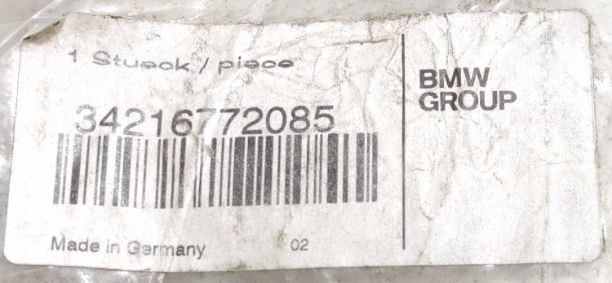 1 Stueck / piece
34216772085
Made in Germany 02
BMW
GROUP